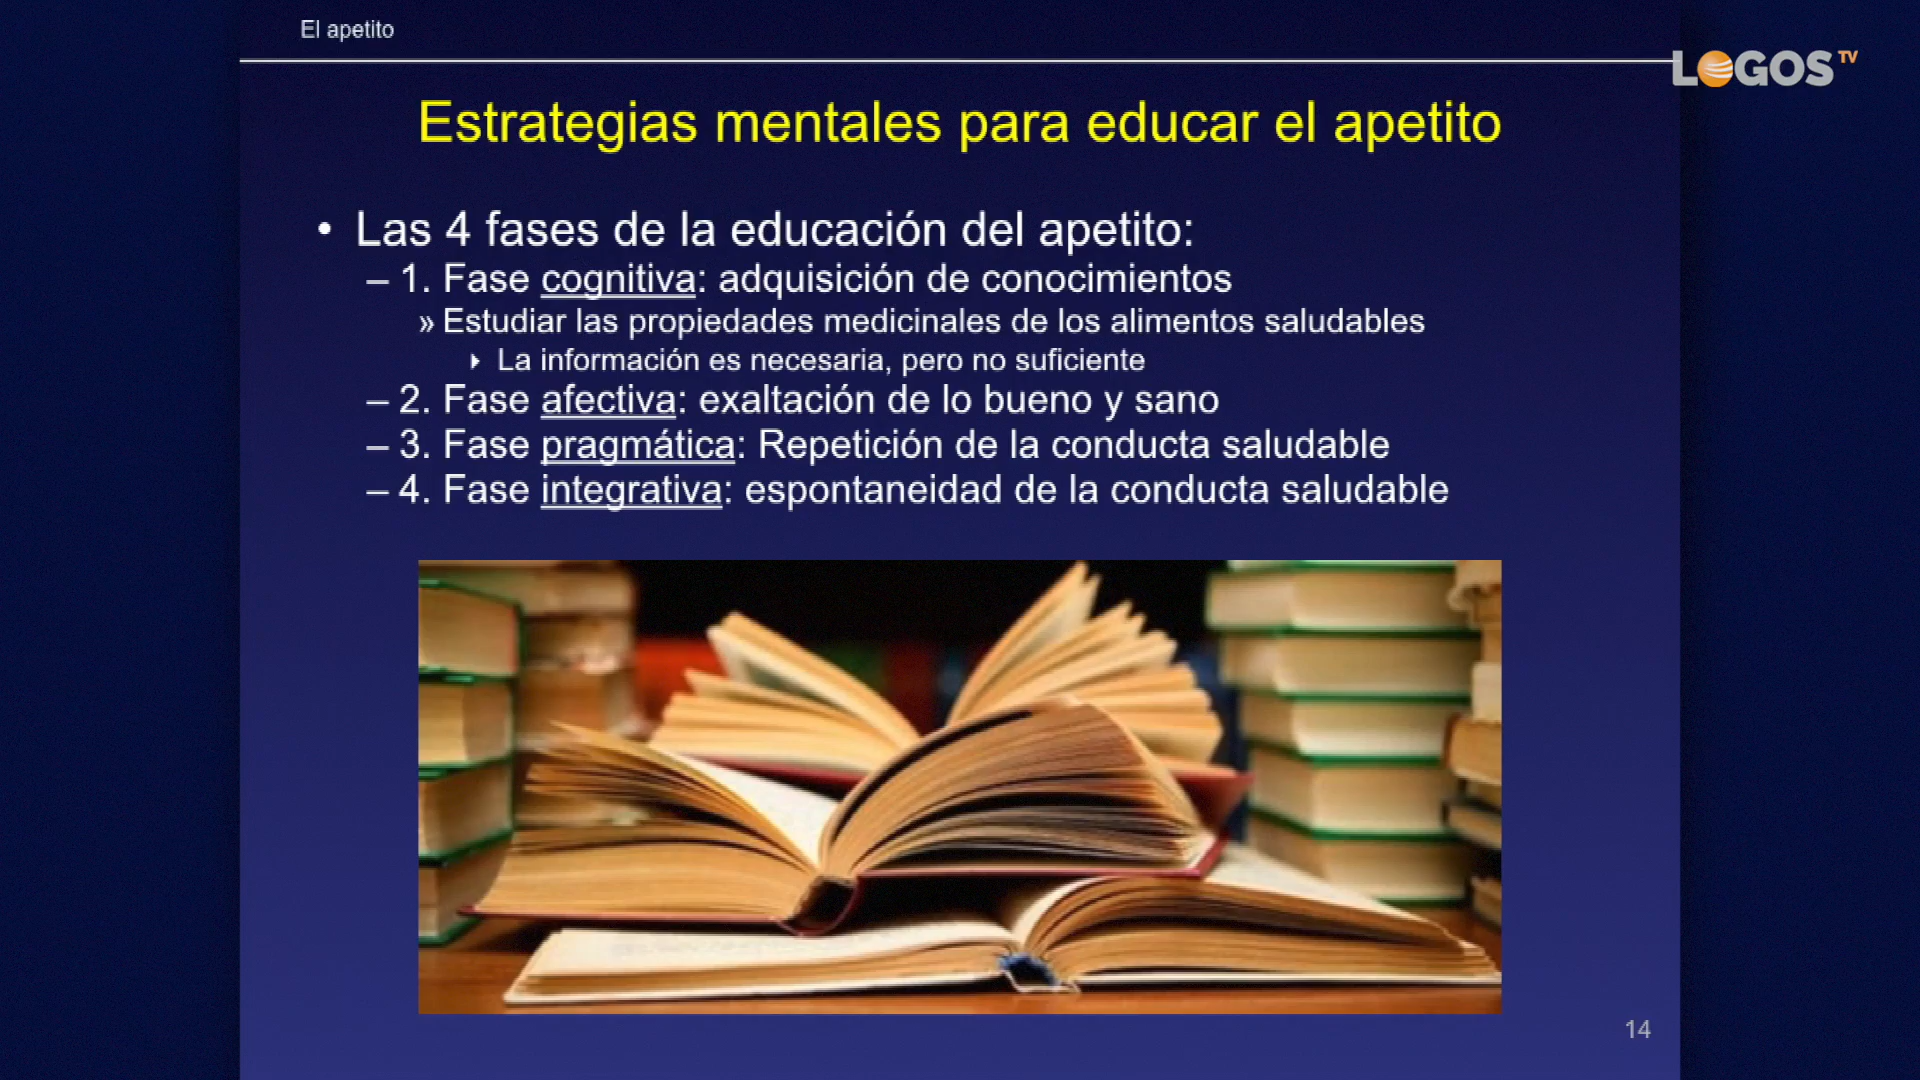 El apetito
LOGOS TV
Estrategias mentales para educar el apetito
• Las 4 fases de la educación del apetito:
– 1. Fase cognitiva: adquisición de conocimientos
» Estudiar las propiedades medicinales de los alimentos saludables
‣ La información es necesaria, pero no suficiente
– 2. Fase afectiva: exaltación de lo bueno y sano
– 3. Fase pragmática: Repetición de la conducta saludable
– 4. Fase integrativa: espontaneidad de la conducta saludable
14